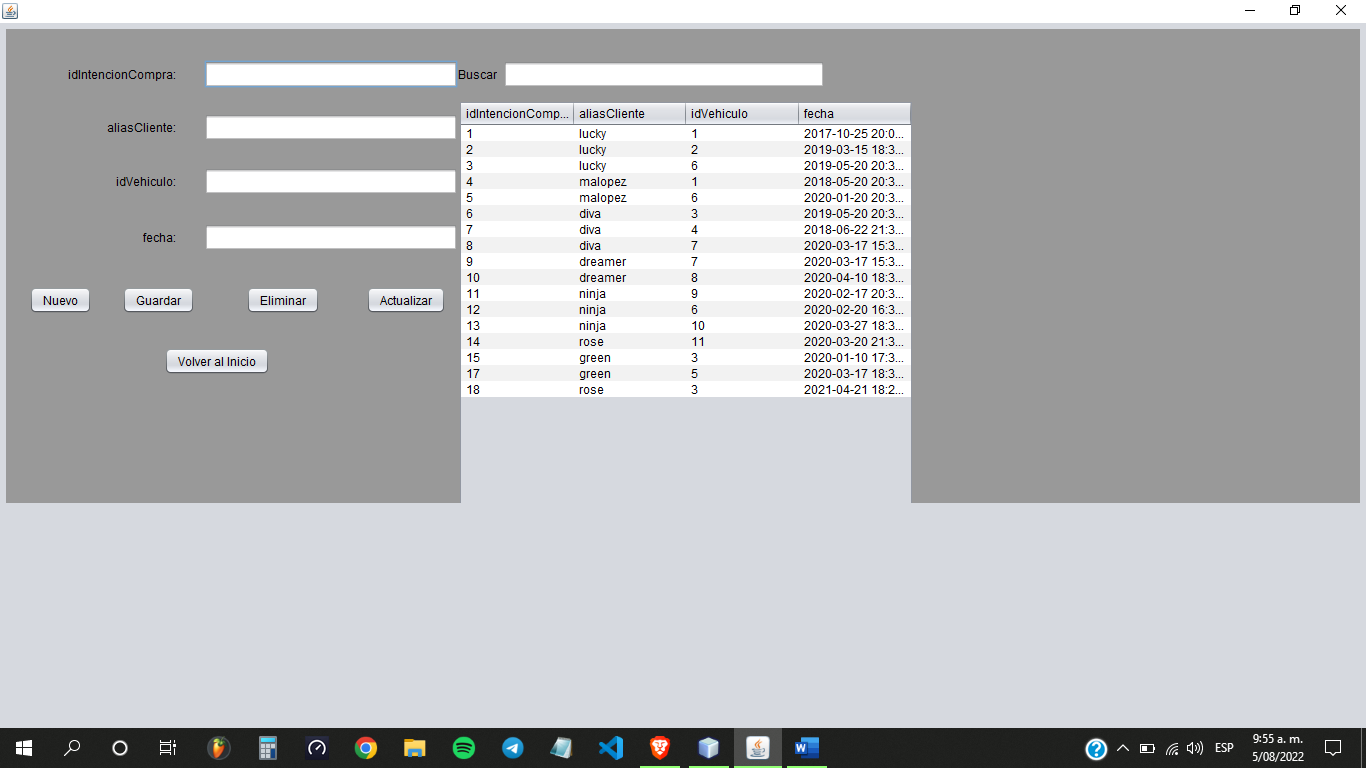 idIntencionCompra:
Buscar
aliasCliente:
idVehiculo:
fecha:
Nuevo Guardar Eliminar Actualizar
Volver al Inicio
idIntencionComp... aliasCliente idVehiculo fecha
1 lucky 1 2017-10-25 20:0...
2 lucky 2 2019-03-15 18:3...
3 lucky 6 2019-05-20 20:3...
4 malopez 1 2018-05-20 20:3...
5 malopez 6 2020-01-20 20:3...
6 diva 3 2019-05-20 20:3...
7 diva 4 2018-06-22 21:3...
8 diva 7 2020-03-17 15:3...
9 dreamer 7 2020-03-17 15:3...
10 dreamer 8 2020-04-10 18:3...
11 ninja 9 2020-02-17 20:3...
12 ninja 6 2020-02-20 16:3...
13 ninja 10 2020-03-27 18:3...
14 rose 11 2020-03-20 21:3...
15 green 3 2020-01-10 17:3...
17 green 5 2020-03-17 18:3...
18 rose 3 2021-04-21 18:2...
ESP
9:55 a. m.
5/08/2022